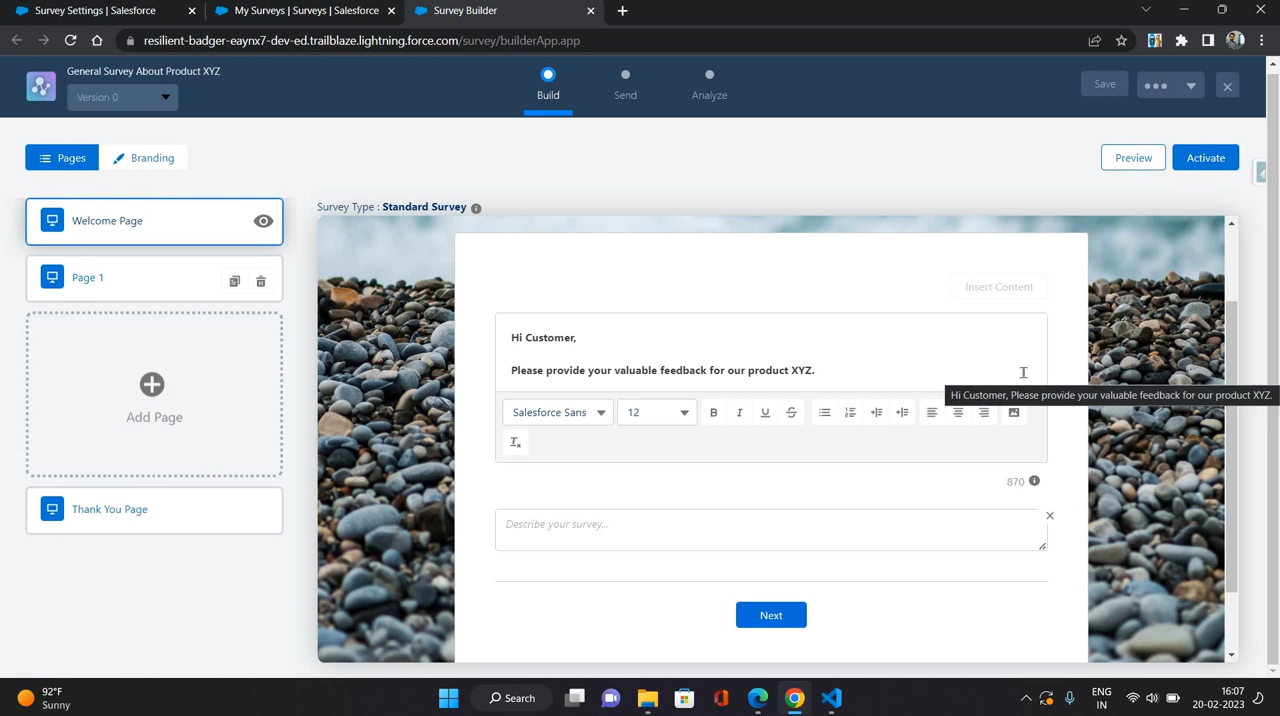 Survey Settings | Salesforce
My Surveys | Surveys | Salesforce
Survey Builder
resilient-badger-eaynx7-dev-ed.trailblaze.lightning.force.com/survey/builderApp.app
General Survey About Product XYZ
Version 0
Build
Send
Analyze
Save
Pages
Branding
Preview
Activate
Survey Type : Standard Survey
Welcome Page
Page 1
Add Page
Thank You Page
Insert Content
Hi Customer,
Please provide your valuable feedback for our product XYZ.
Hi Customer, Please provide your valuable feedback for our product XYZ.
Salesforce Sans
12
B I U S
870
Describe your survey...
Next
92°F
Sunny
Search
ENG
IN
16:07
20-02-2023